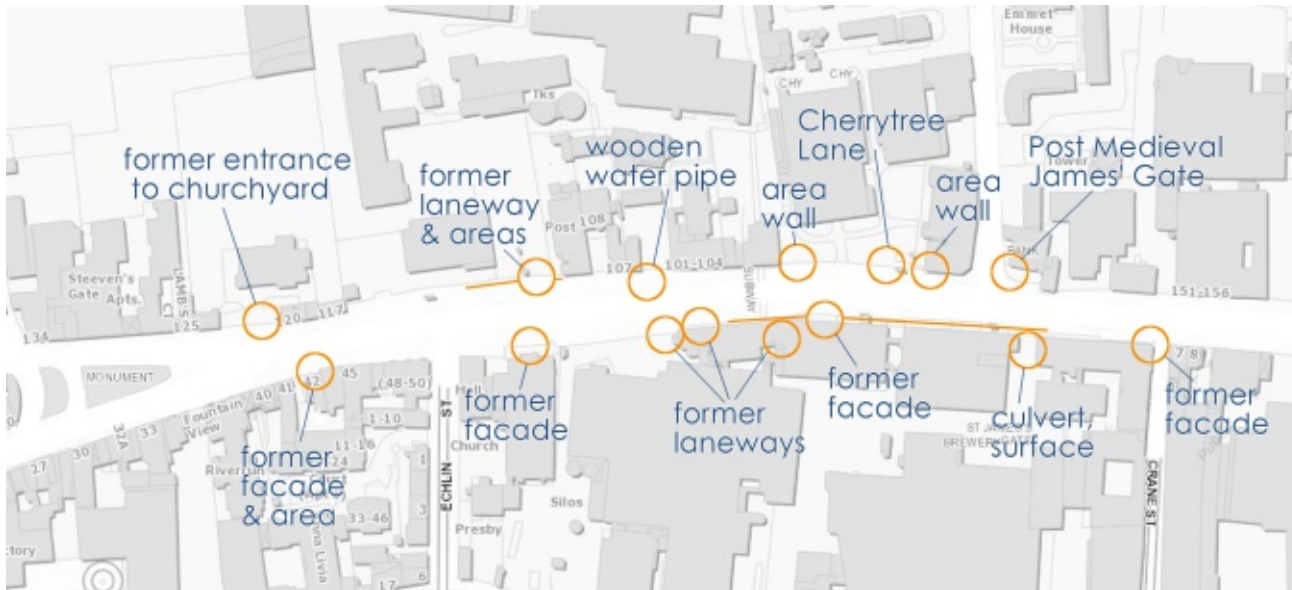 Emmet
House
CHY
CHY
Tks
Cherrytree
Lane
wooden
water pipe
Post Medieval
James' Gate
Tower
former entrance
to churchyard
former
laneway
& areas
area
wall
area
wall
Post
108
107
101-104
BANK
Steeven's
Gate
Apts.
LAMB'S
CT
SUBWAY
151-156
134
125
120
117
MONUMENT
42
45
41
40
(48-50)
Fountain
View
1-10
33
32A
30
27
11-16
24
Hall
ECHLIN ST
Church
former
facade
former
laneways
former
facade
culvert
surface
former
facade
7
8
ST JAMES'S
BREWERY
GATE
CRANE ST
former
facade
& area
33-46
1
3
6
17
Silos
Presby
Livia